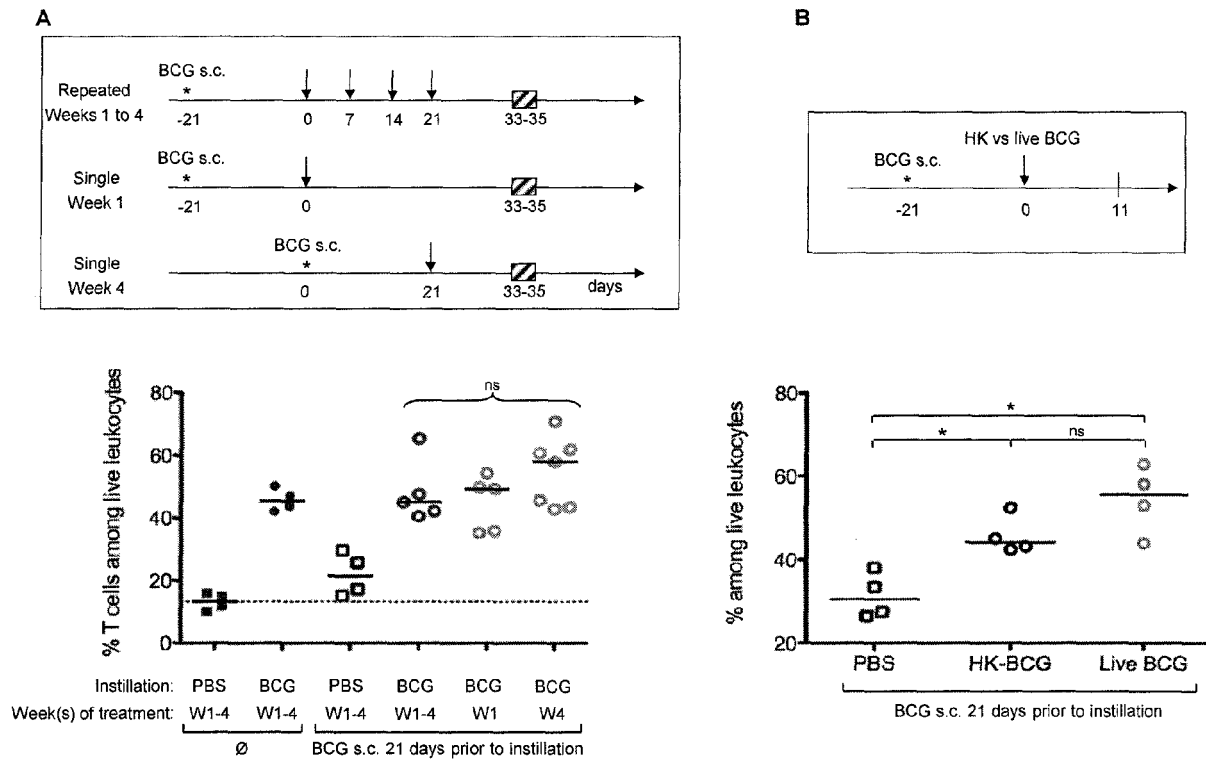 A
BCG s.c.
Repeated
Weeks 1 to 4
*
-21 0 7 14 21 33-35
BCG s.c.
Single
Week 1
*
-21 0 33-35
BCG s.c.
Single
Week 4
*
0 21 33-35 days
% T cells among live leukocytes
80
60
40
20
0
ns
Instillation: PBS BCG PBS BCG BCG BCG
Week(s) of treatment: W1-4 W1-4 W1-4 W1-4 W1 W4
Ø BCG s.c. 21 days prior to instillation
B
HK vs live BCG
BCG s.c.
*
-21 0 11
% among live leukocytes
80
60
40
20
*
* ns
PBS HK-BCG Live BCG
BCG s.c. 21 days prior to instillation